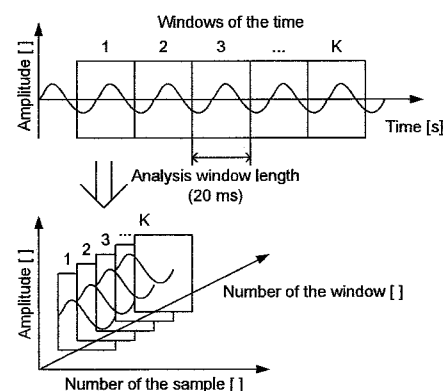 Windows of the time
1 2 3 ... K
Amplitude [ ]
Time [s]
Analysis window length
(20 ms)
K
1 2 3 ...
Amplitude [ ]
Number of the window [ ]
Number of the sample [ ]